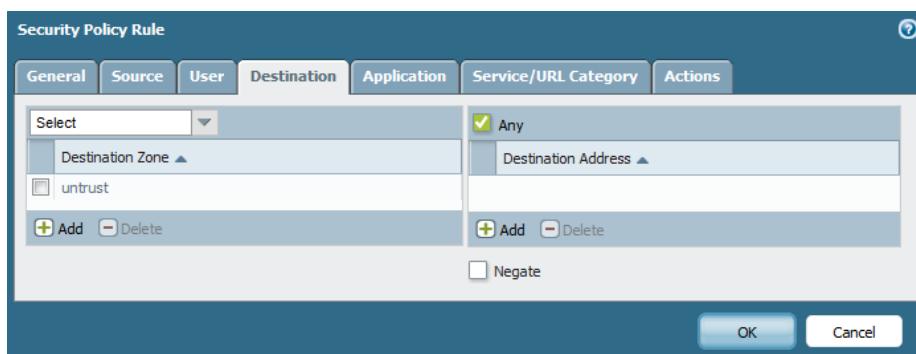 Security Policy Rule
General Source User Destination Application Service/URL Category Actions
Select
Any
Destination Zone
Destination Address
untrust
Add Delete
Add Delete
Negate
OK Cancel